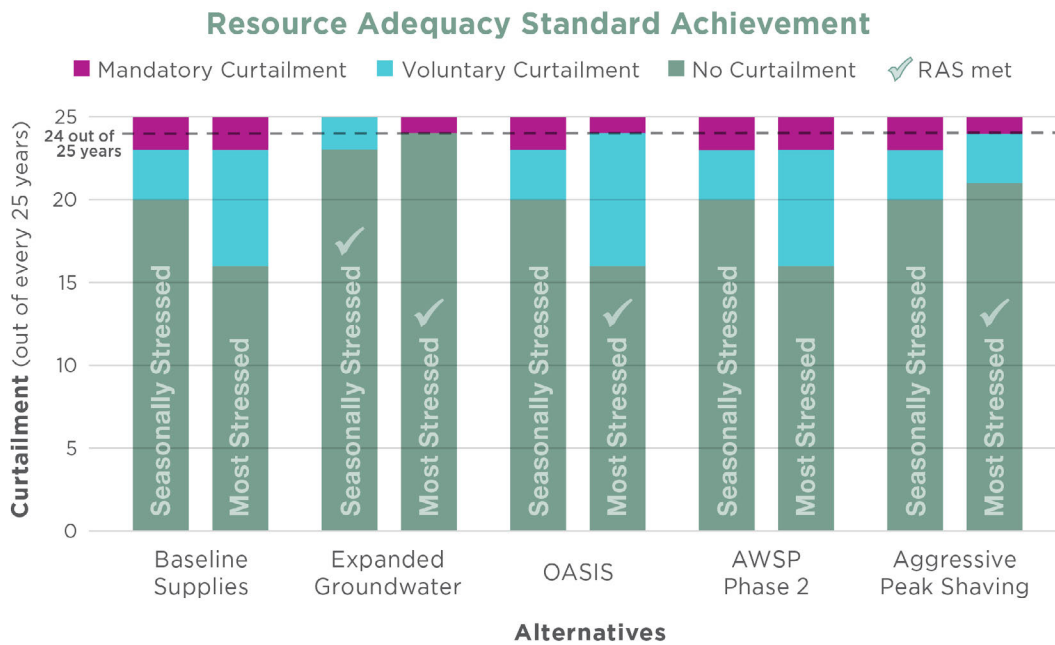 Resource Adequacy Standard Achievement
Mandatory Curtailment Voluntary Curtailment No Curtailment RAS met
Curtailment (out of every 25 years)
25
24 out of
25 years
20
15
10
5
0
Seasonally Stressed
Most Stressed
Seasonally Stressed
Most Stressed
Seasonally Stressed
Most Stressed
Seasonally Stressed
Most Stressed
Seasonally Stressed
Most Stressed
Baseline
Supplies
Expanded
Groundwater
OASIS
AWSP
Phase 2
Aggressive
Peak Shaving
Alternatives